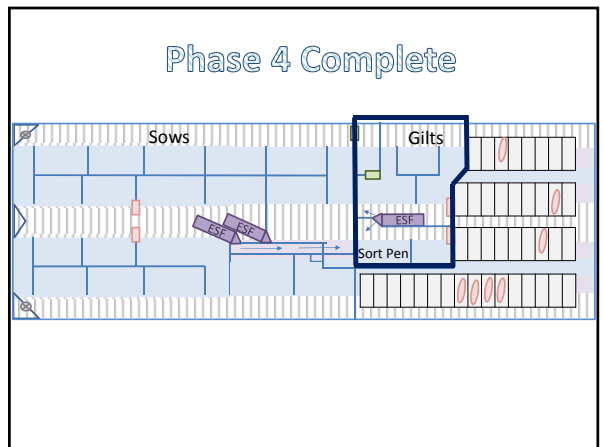 Phase 4 Complete
Sows
Gilts
ESF
ESF
ESF
Sort Pen